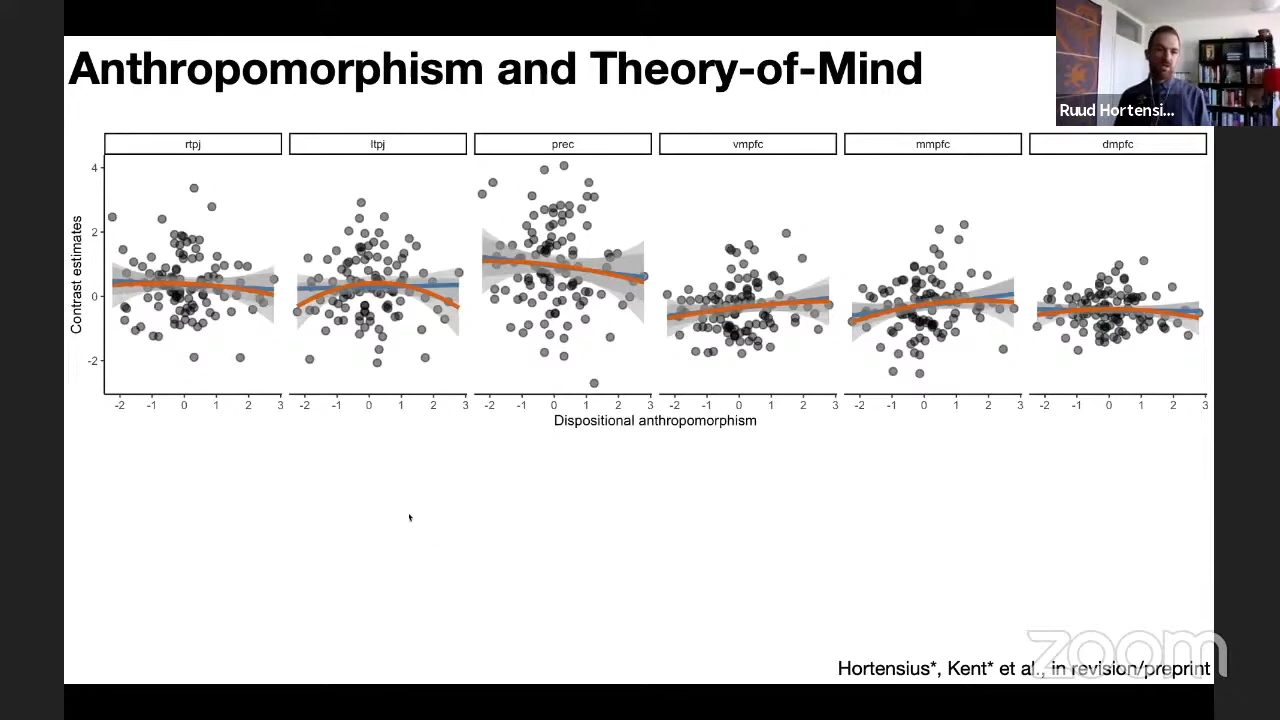 Anthropomorphism and Theory-of-Mind
Ruud Hortensi...
rtpj ltpj prec vmpfc mmpfc dmpfc
Contrast estimates
4
2
0
-2
-2 -1 0 1 2 3 -2 -1 0 1 2 3 -2 -1 0 1 2 3 -2 -1 0 1 2 3 -2 -1 0 1 2 3 -2 -1 0 1 2 3
Dispositional anthropomorphism
zoom
Hortensius*, Kent* et al., in revision/preprint